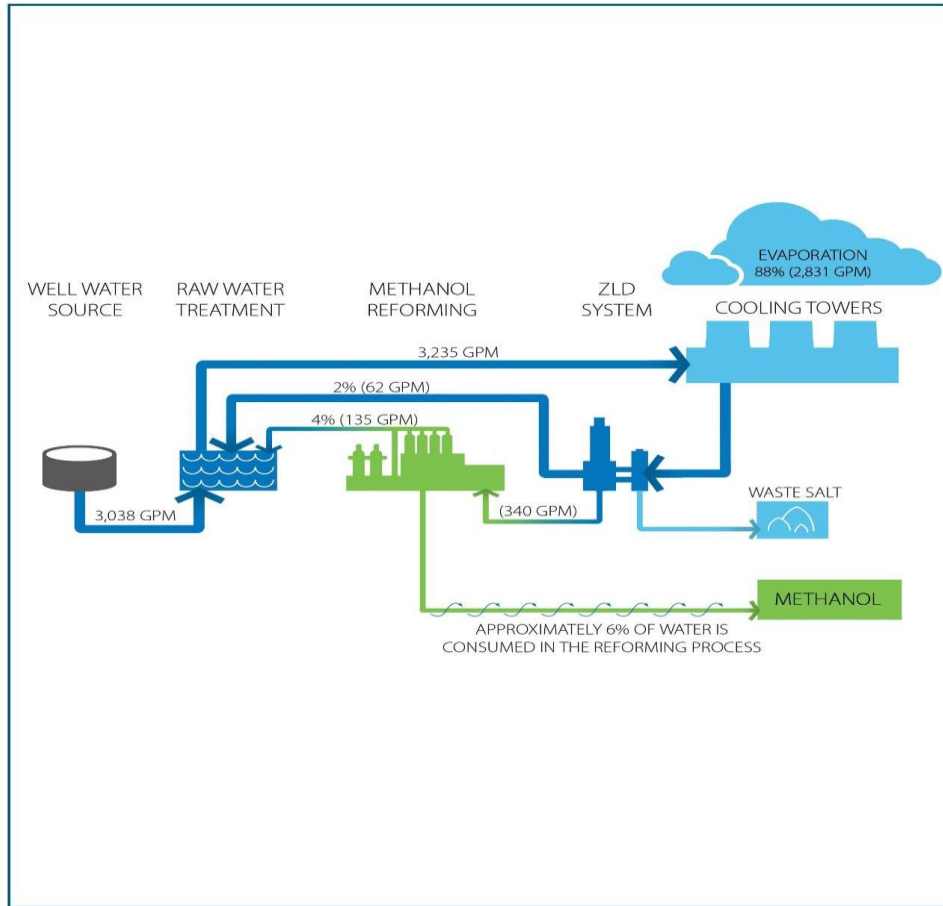 EVAPORATION
88% (2,831 GPM)
WELL WATER
SOURCE
RAW WATER
TREATMENT
METHANOL
REFORMING
ZLD
SYSTEM
COOLING TOWERS
3,235 GPM
2% (62 GPM)
4% (135 GPM)
3,038 GPM
(340 GPM)
WASTE SALT
METHANOL
APPROXIMATELY 6% OF WATER IS
CONSUMED IN THE REFORMING PROCESS